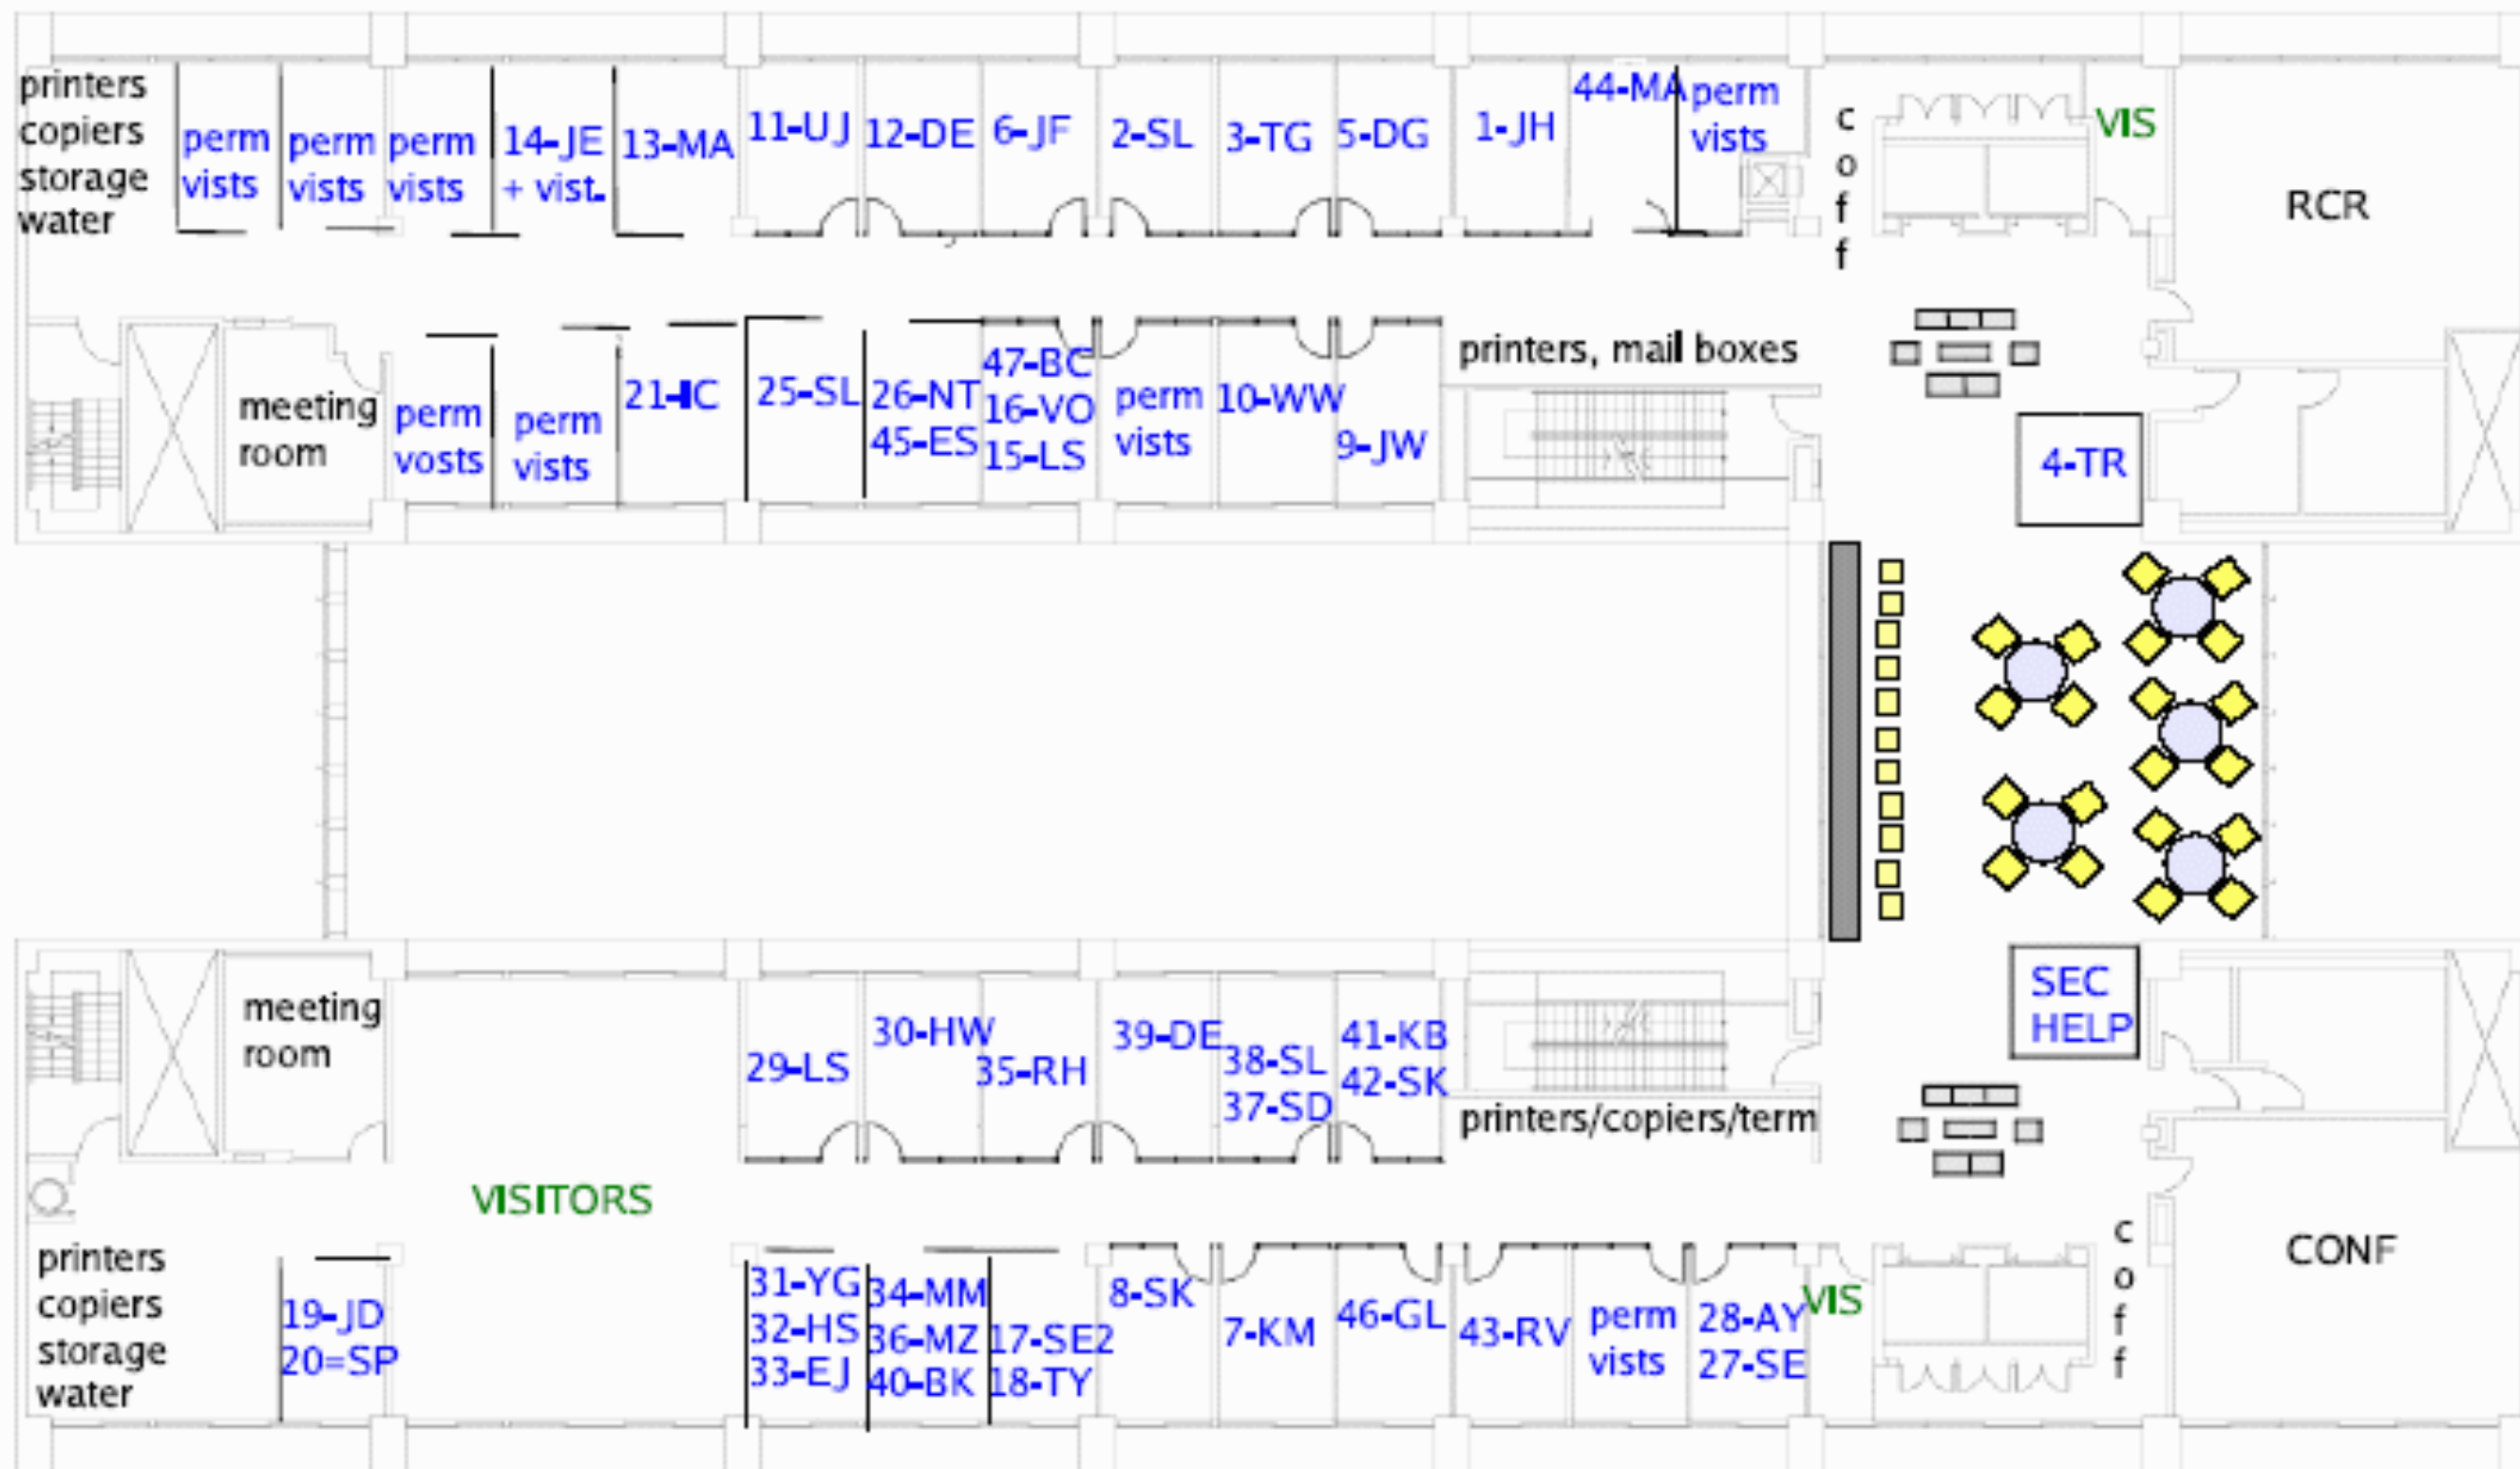 printers
copiers
storage
water
perm
vists
perm
vists
perm
vists
14-JE
+ vist.
13-MA
11-UJ
12-DE
6-JF
2-SL
3-TG
5-DG
1-JH
44-MA
perm
vists
c
o
f
f
VIS
RCR
meeting
room
perm
vosts
perm
vists
21-IC
25-SL
26-NT
45-ES
47-BC
16-VO
15-LS
perm
vists
10-WW
9-JW
printers, mail boxes
4-TR
meeting
room
29-LS
30-HW
35-RH
39-DE
38-SL
37-SD
41-KB
42-SK
printers/copiers/term
SEC
HELP
VISITORS
printers
copiers
storage
water
19-JD
20=SP
31-YG
32-HS
33-EJ
34-MM
36-MZ
40-BK
17-SE2
18-TY
8-SK
7-KM
46-GL
43-RV
perm
vists
28-AY
27-SE
VIS
c
o
f
f
CONF